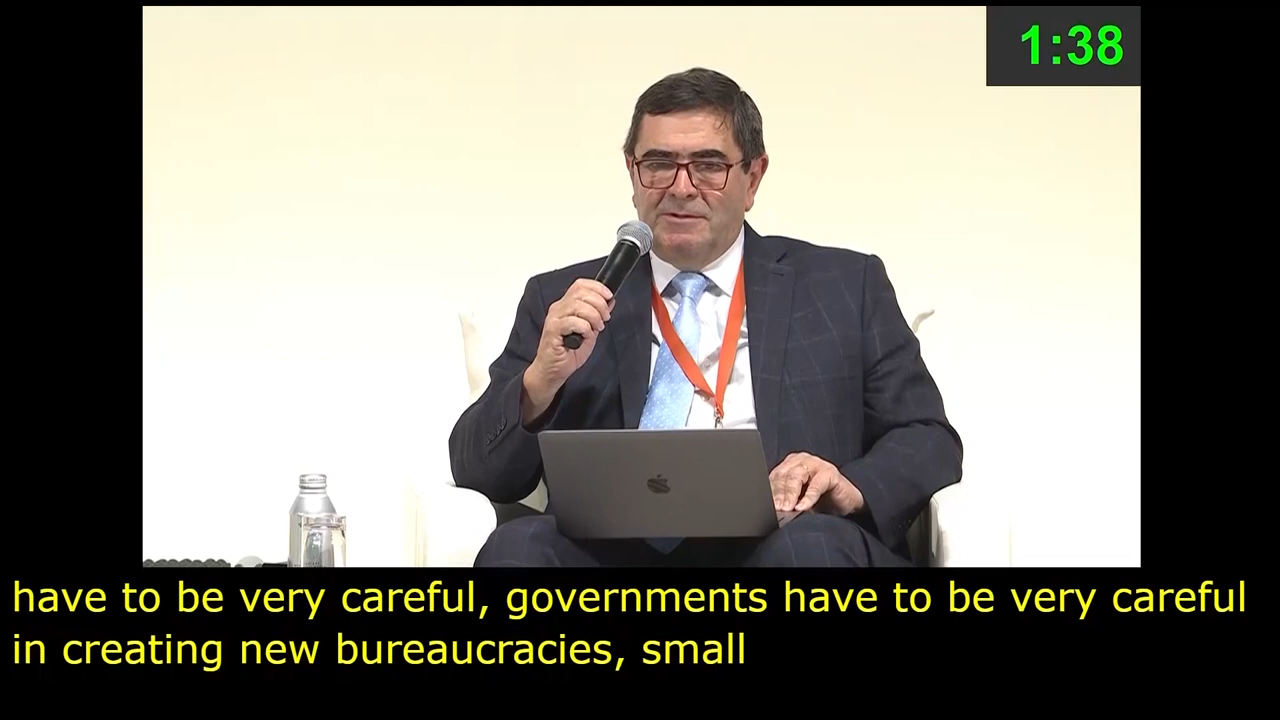 1:38
have to be very careful, governments have to be very careful
in creating new bureaucracies, small